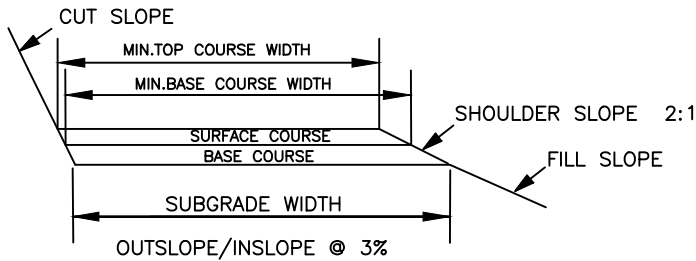 CUT SLOPE
MIN.TOP COURSE WIDTH
MIN.BASE COURSE WIDTH
SHOULDER SLOPE 2:1
SURFACE COURSE
BASE COURSE
FILL SLOPE
SUBGRADE WIDTH
OUTSLOPE/INSLOPE @ 3%